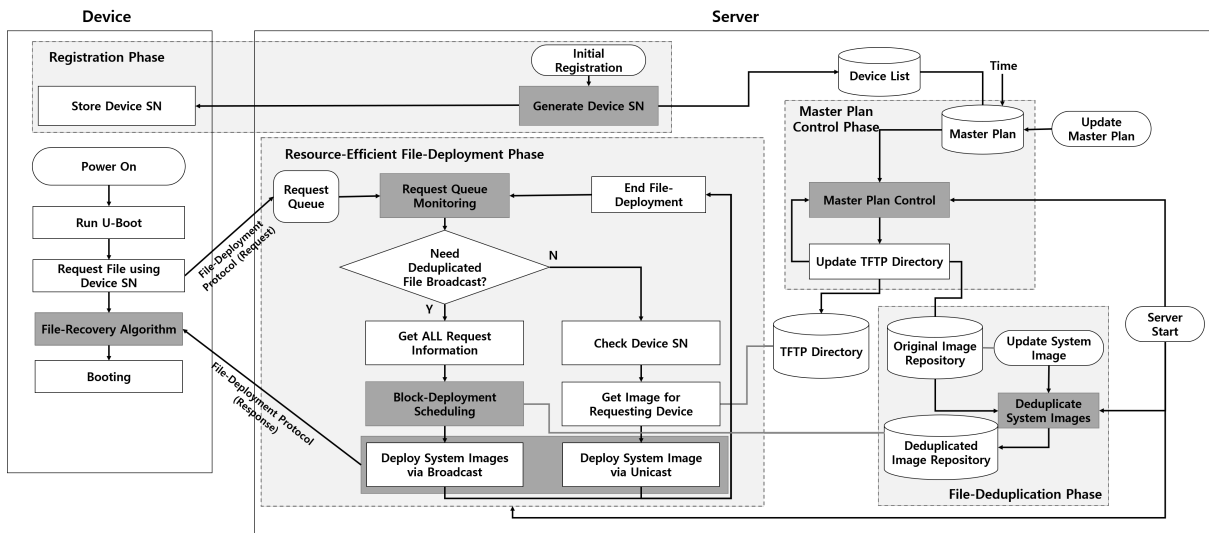 Device
Server
Registration Phase
Initial
Registration
Store Device SN
Generate Device SN
Device List
Time
Master Plan
Control Phase
Master Plan
Update
Master Plan
Resource-Efficient File-Deployment Phase
Power On
Request
Queue
Request Queue
Monitoring
End File-
Deployment
Master Plan Control
Run U-Boot
File-Deployment
Protocol (Request)
Need
Deduplicated
File Broadcast?
N
Y
Update TFTP Directory
Request File using
Device SN
File-Recovery Algorithm
Get ALL Request
Information
Check Device SN
TFTP Directory
Original Image
Repository
Update System
Image
Server
Start
Booting
File-Deployment Protocol
(Response)
Block-Deployment
Scheduling
Get Image for
Requesting Device
Deduplicate
System Images
Deploy System Images
via Broadcast
Deploy System Image
via Unicast
Deduplicated
Image Repository
File-Deduplication Phase